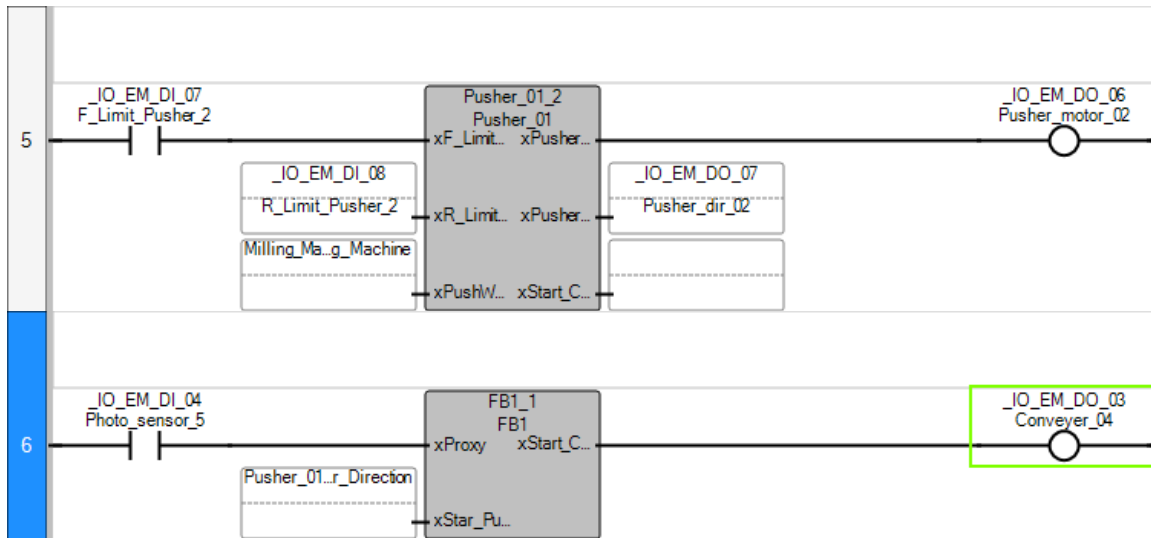 5
_IO_EM_DI_07
F_Limit_Pusher_2
Pusher_01_2
Pusher_01
xF_Limit... xPusher...
_IO_EM_DO_06
Pusher_motor_02
_IO_EM_DI_08
R_Limit_Pusher_2
xR_Limit... xPusher...
_IO_EM_DO_07
Pusher_dir_02
Milling_Ma...g_Machine
xPushW... xStart_C...
6
_IO_EM_DI_04
Photo_sensor_5
FB1_1
FB1
xProxy xStart_C...
_IO_EM_DO_03
Conveyer_04
Pusher_01...r_Direction
xStar_Pu...